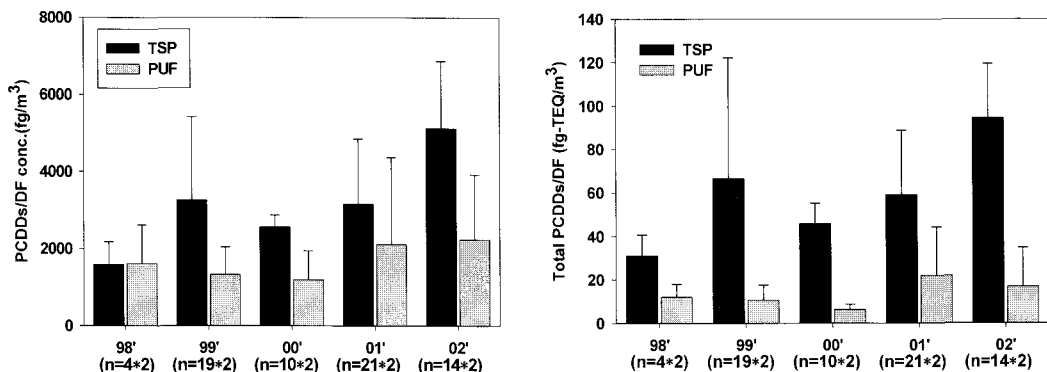 PCDDs/DF conc.(fg/m³)
8000
6000
4000
2000
0
TSP
PUF
98' 99' 00' 01' 02'
(n=4*2) (n=19*2) (n=10*2) (n=21*2) (n=14*2)
Total PCDDs/DF (fg-TEQ/m³)
140
120
100
80
60
40
20
0
TSP
PUF
98' 99' 00' 01' 02'
(n=4*2) (n=19*2) (n=10*2) (n=21*2) (n=14*2)